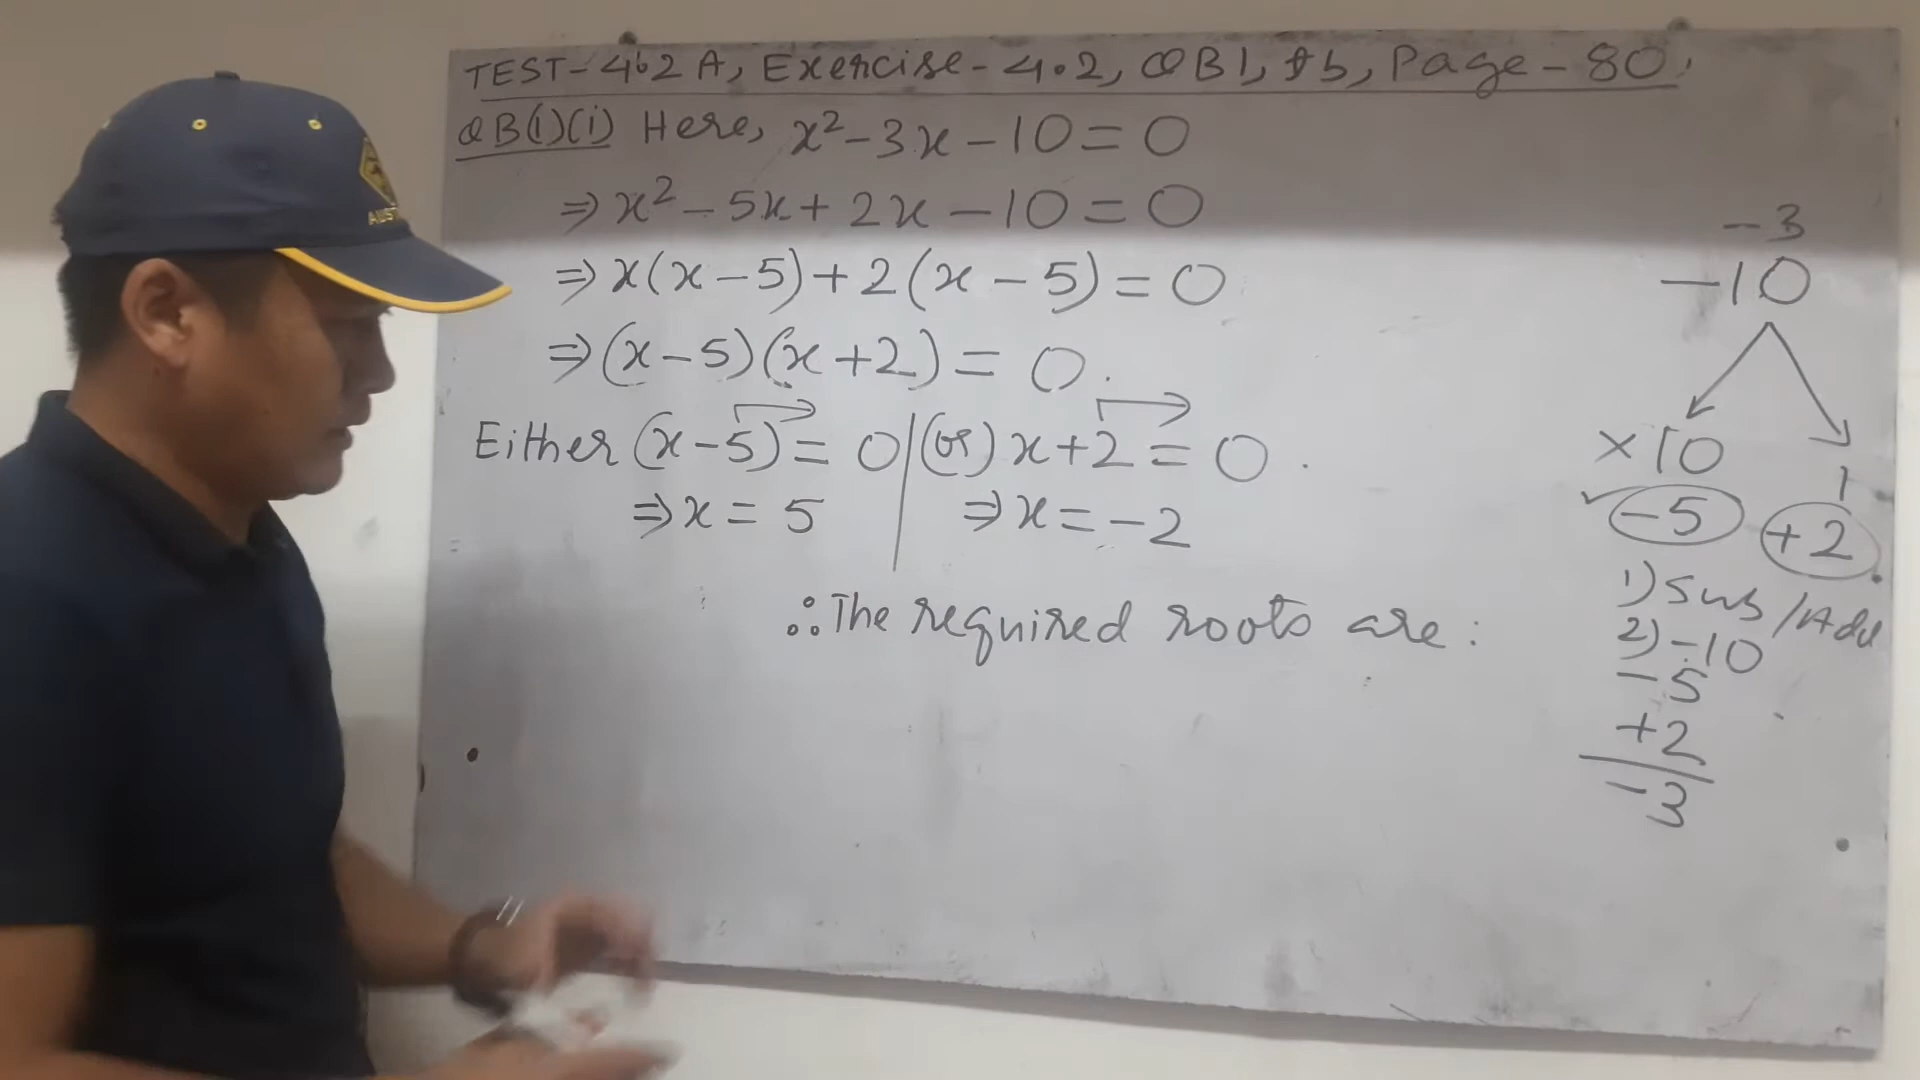 TEST-4.2 A, Exercise-4.2, QB1, 5, Page-80,
QB(1)(i) Here, x²-3x-10=0
⇒ x²-5x+2x-10=0
⇒ x(x-5)+2(x-5)=0
⇒ (x-5)(x+2)=0.
Either (x-5)=0 | (or) x+2=0.
⇒ x=5 | ⇒ x=-2
∴ The required roots are:
-3
-10
×10 1
✓ -5 +2
1) Sub/Add
2) -10
-5
+2
-3
AUST